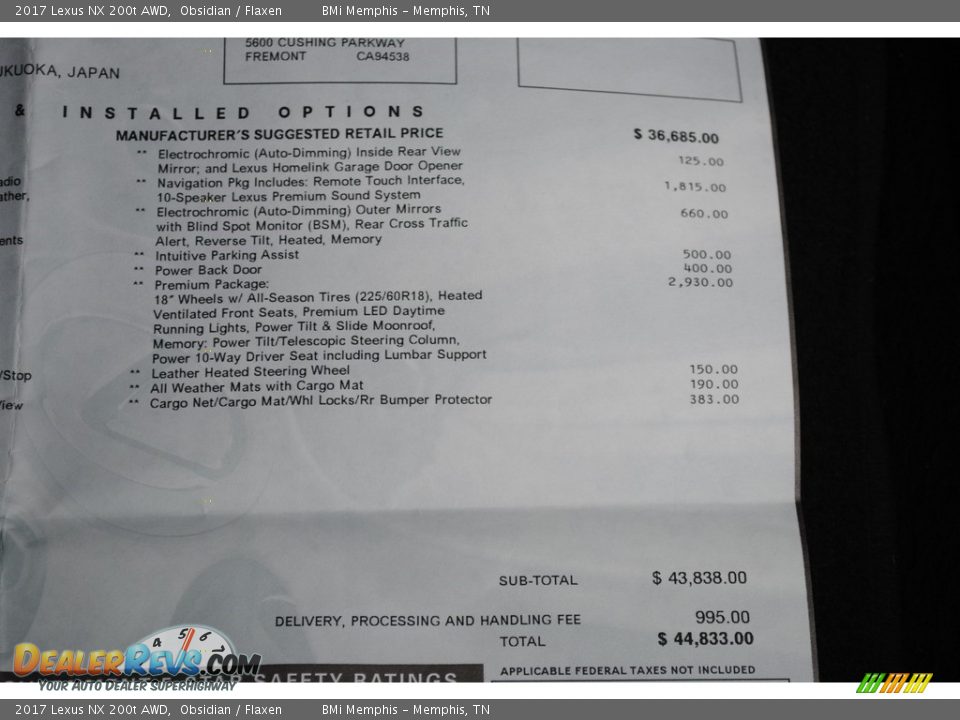 2017 Lexus NX 200t AWD, Obsidian / Flaxen BMi Memphis - Memphis, TN
5600 CUSHING PARKWAY
FREMONT CA94538
JAPAN
& INSTALLED OPTIONS
MANUFACTURER'S SUGGESTED RETAIL PRICE $ 36,685.00
** Electrochromic (Auto-Dimming) Inside Rear View 125.00
Mirror; and Lexus Homelink Garage Door Opener
** Navigation Pkg Includes: Remote Touch Interface, 1,815.00
10-Speaker Lexus Premium Sound System
** Electrochromic (Auto-Dimming) Outer Mirrors 660.00
with Blind Spot Monitor (BSM), Rear Cross Traffic
Alert, Reverse Tilt, Heated, Memory
** Intuitive Parking Assist 500.00
** Power Back Door 400.00
** Premium Package: 2,930.00
18" Wheels w/ All-Season Tires (225/60R18), Heated
Ventilated Front Seats, Premium LED Daytime
Running Lights, Power Tilt & Slide Moonroof,
Memory: Power Tilt/Telescopic Steering Column,
Power 10-Way Driver Seat including Lumbar Support
** Leather Heated Steering Wheel 150.00
** All Weather Mats with Cargo Mat 190.00
** Cargo Net/Cargo Mat/Whl Locks/Rr Bumper Protector 383.00
SUB-TOTAL $ 43,838.00
DELIVERY, PROCESSING AND HANDLING FEE 995.00
TOTAL $ 44,833.00
APPLICABLE FEDERAL TAXES NOT INCLUDED
SAFETY RATINGS
4 5 6 7
DEALERREVS.COM
YOUR AUTO DEALER SUPERHIGHWAY
2017 Lexus NX 200t AWD, Obsidian / Flaxen BMi Memphis - Memphis, TN